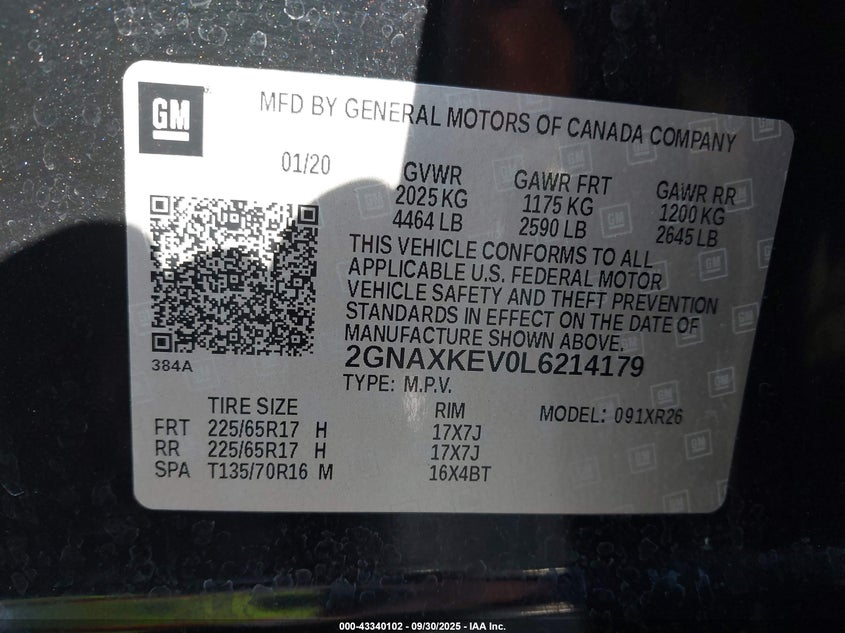 GM
MFD BY GENERAL MOTORS OF CANADA COMPANY
01/20
GVWR
2025 KG
4464 LB
GAWR FRT
1175 KG
2590 LB
GAWR RR
1200 KG
2645 LB
THIS VEHICLE CONFORMS TO ALL
APPLICABLE U.S. FEDERAL MOTOR
VEHICLE SAFETY AND THEFT PREVENTION
STANDARDS IN EFFECT ON THE DATE OF
MANUFACTURE SHOWN ABOVE.
384A
2GNAXKEV0L6214179
TYPE: M.P.V.
TIRE SIZE RIM MODEL: 091XR26
FRT 225/65R17 H 17X7J
RR 225/65R17 H 17X7J
SPA T135/70R16 M 16X4BT
000-43340102 - 09/30/2025 - IAA Inc.